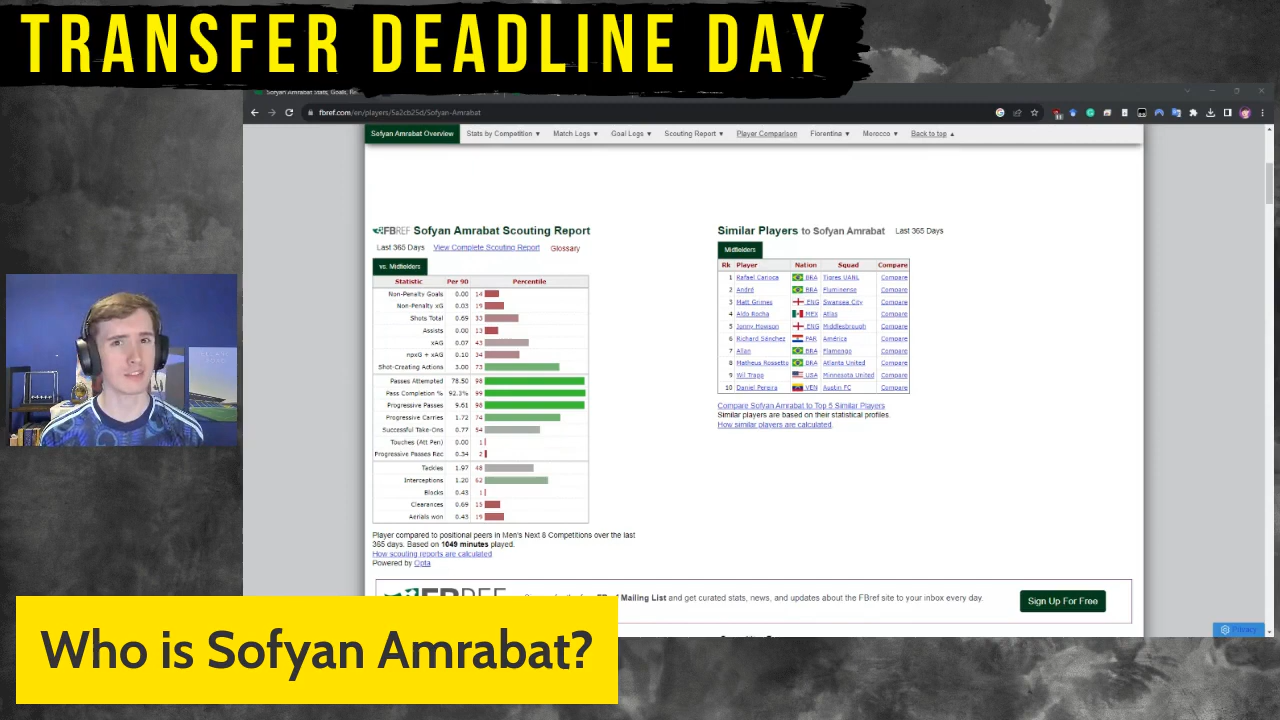 TRANSFER DEADLINE DAY
Sofyan Amrabat Stats, Goals, Re
fbref.com/en/players/5a2cb25d/Sofyan-Amrabat
Sofyan Amrabat Overview Stats by Competition ▼ Match Logs ▼ Goal Logs ▼ Scouting Report ▼ Player Comparison Fiorentina ▼ Morocco ▼ Back to top ▲
FBREF Sofyan Amrabat Scouting Report
Last 365 Days View Complete Scouting Report Glossary
vs. Midfielders
Statistic Per 90 Percentile
Non-Penalty Goals 0.00 14
Non-Penalty xG 0.03 19
Shots Total 0.69 33
Assists 0.00 13
xAG 0.07 43
npxG + xAG 0.10 34
Shot-Creating Actions 3.00 73
Passes Attempted 78.50 98
Pass Completion % 92.3% 99
Progressive Passes 9.61 98
Progressive Carries 1.72 74
Successful Take-Ons 0.77 54
Touches (Att Pen) 0.00 1
Progressive Passes Rec 0.34 2
Tackles 1.97 48
Interceptions 1.20 62
Blocks 0.43 1
Clearances 0.69 15
Aerials won 0.43 19
Player compared to positional peers in Men's Next 8 Competitions over the last
365 days. Based on 1049 minutes played.
How scouting reports are calculated
Powered by Opta
Similar Players to Sofyan Amrabat Last 365 Days
Midfielders
Rk Player Nation Squad Compare
1 Rafael Carioca BRA Tigres UANL Compare
2 André BRA Fluminense Compare
3 Matt Grimes ENG Swansea City Compare
4 Aldo Rocha MEX Atlas Compare
5 Jonny Howson ENG Middlesbrough Compare
6 Richard Sánchez PAR América Compare
7 Allan BRA Flamengo Compare
8 Matheus Rossetto BRA Atlanta United Compare
9 Wil Trapp USA Minnesota United Compare
10 Daniel Pereira VEN Austin FC Compare
Compare Sofyan Amrabat to Top 5 Similar Players
Similar players are based on their statistical profiles.
How similar players are calculated.
FBREF Mailing List and get curated stats, news, and updates about the FBref site to your inbox every day.
Sign Up For Free
Privacy
Who is Sofyan Amrabat?